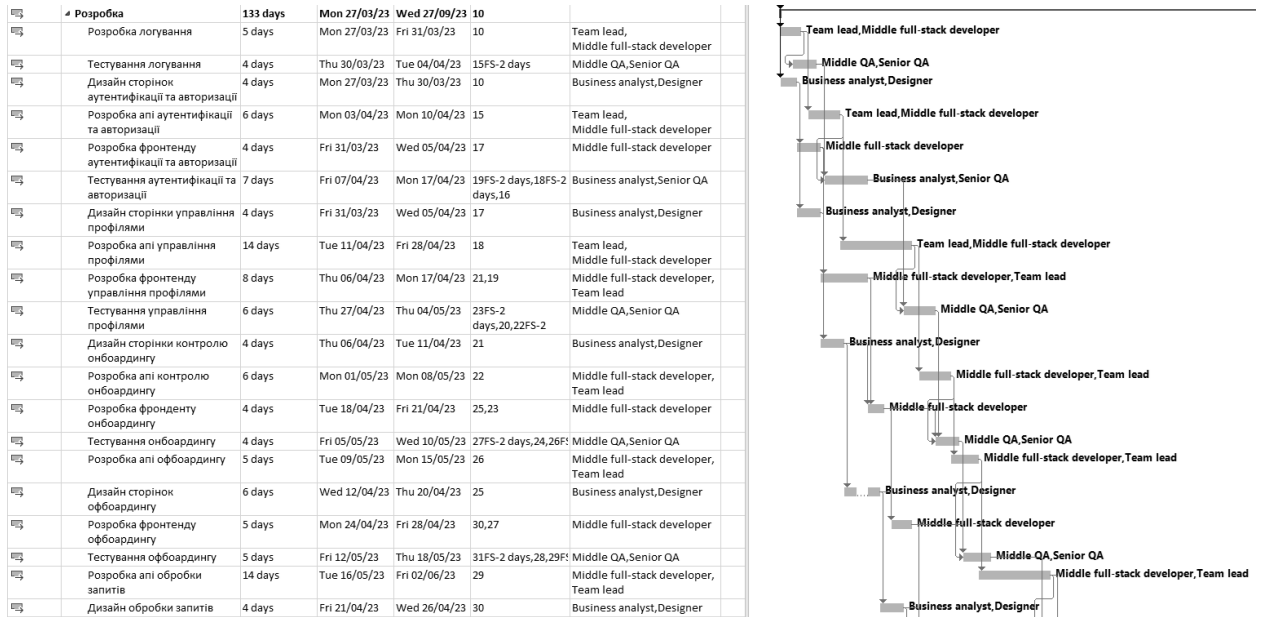 Розробка 133 days Mon 27/03/23 Wed 27/09/23 10
Розробка логування 5 days Mon 27/03/23 Fri 31/03/23 10 Team lead,
Middle full-stack developer
Тестування логування 4 days Thu 30/03/23 Tue 04/04/23 15FS-2 days Middle QA,Senior QA
Дизайн сторінок 4 days Mon 27/03/23 Thu 30/03/23 10 Business analyst,Designer
аутентифікації та авторизації
Розробка апі аутентифікації 6 days Mon 03/04/23 Mon 10/04/23 15 Team lead,
та авторизації Middle full-stack developer
Розробка фронтенду 4 days Fri 31/03/23 Wed 05/04/23 17 Middle full-stack developer
аутентифікації та авторизації
Тестування аутентифікації та 7 days Fri 07/04/23 Mon 17/04/23 19FS-2 days,18FS-2 Business analyst,Senior QA
авторизації days,16
Дизайн сторінки управління 4 days Fri 31/03/23 Wed 05/04/23 17 Business analyst,Designer
профілями
Розробка апі управління 14 days Tue 11/04/23 Fri 28/04/23 18 Team lead,
профілями Middle full-stack developer
Розробка фронтенду 8 days Thu 06/04/23 Mon 17/04/23 21,19 Middle full-stack developer,
управління профілями Team lead
Тестування управління 6 days Thu 27/04/23 Thu 04/05/23 23FS-2 Middle QA,Senior QA
профілями days,20,22FS-2
Дизайн сторінки контролю 4 days Thu 06/04/23 Tue 11/04/23 21 Business analyst,Designer
онбоардингу
Розробка апі контролю 6 days Mon 01/05/23 Mon 08/05/23 22 Middle full-stack developer,
онбоардингу Team lead
Розробка фронденту 4 days Tue 18/04/23 Fri 21/04/23 25,23 Middle full-stack developer
онбоардингу
Тестування онбоардингу 4 days Fri 05/05/23 Wed 10/05/23 27FS-2 days,24,26FS Middle QA,Senior QA
Розробка апі офбоардингу 5 days Tue 09/05/23 Mon 15/05/23 26 Middle full-stack developer,
Team lead
Дизайн сторінок 6 days Wed 12/04/23 Thu 20/04/23 25 Business analyst,Designer
офбоардингу
Розробка фронтенду 5 days Mon 24/04/23 Fri 28/04/23 30,27 Middle full-stack developer
офбоардингу
Тестування офбоардингу 5 days Fri 12/05/23 Thu 18/05/23 31FS-2 days,28,29FS Middle QA,Senior QA
Розробка апі обробки 14 days Tue 16/05/23 Fri 02/06/23 29 Middle full-stack developer,
запитів Team lead
Дизайн обробки запитів 4 days Fri 21/04/23 Wed 26/04/23 30 Business analyst,Designer
Team lead,Middle full-stack developer
Middle QA,Senior QA
Business analyst,Designer
Team lead,Middle full-stack developer
Middle full-stack developer
Business analyst,Senior QA
Business analyst,Designer
Team lead,Middle full-stack developer
Middle full-stack developer,Team lead
Middle QA,Senior QA
Business analyst,Designer
Middle full-stack developer,Team lead
Middle full-stack developer
Middle QA,Senior QA
Middle full-stack developer,Team lead
Business analyst,Designer
Middle full-stack developer
Middle QA,Senior QA
Middle full-stack developer,Team lead
Business analyst,Designer